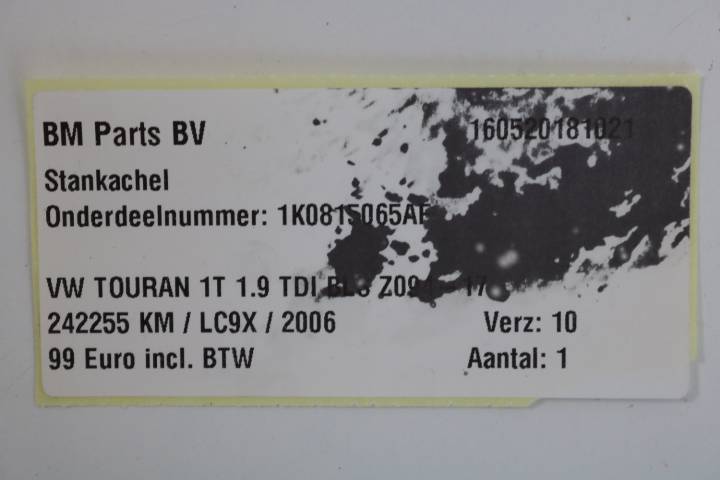 BM Parts BV 160520181021
Stankachel
Onderdeelnummer: 1K0815065AE
VW TOURAN 1T 1.9 TDI BLS
242255 KM / LC9X / 2006 Verz: 10
99 Euro incl. BTW Aantal: 1